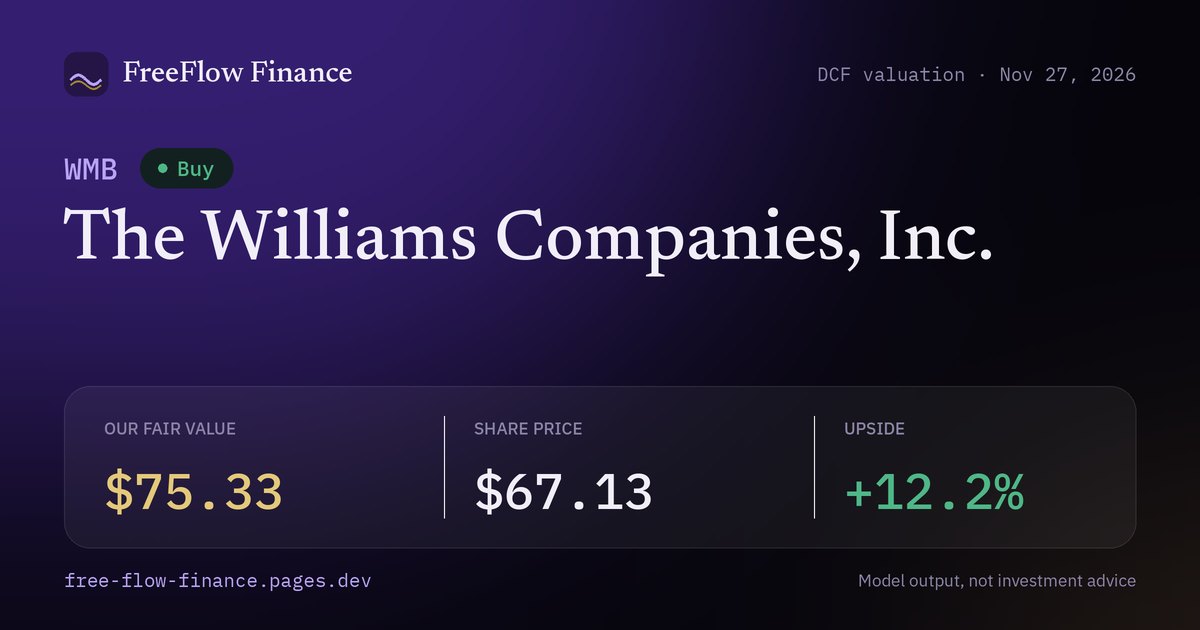 FreeFlow Finance
DCF valuation · Nov 27, 2026
WMB
Buy
The Williams Companies, Inc.
OUR FAIR VALUE
$75.33
SHARE PRICE
$67.13
UPSIDE
+12.2%
free-flow-finance.pages.dev
Model output, not investment advice